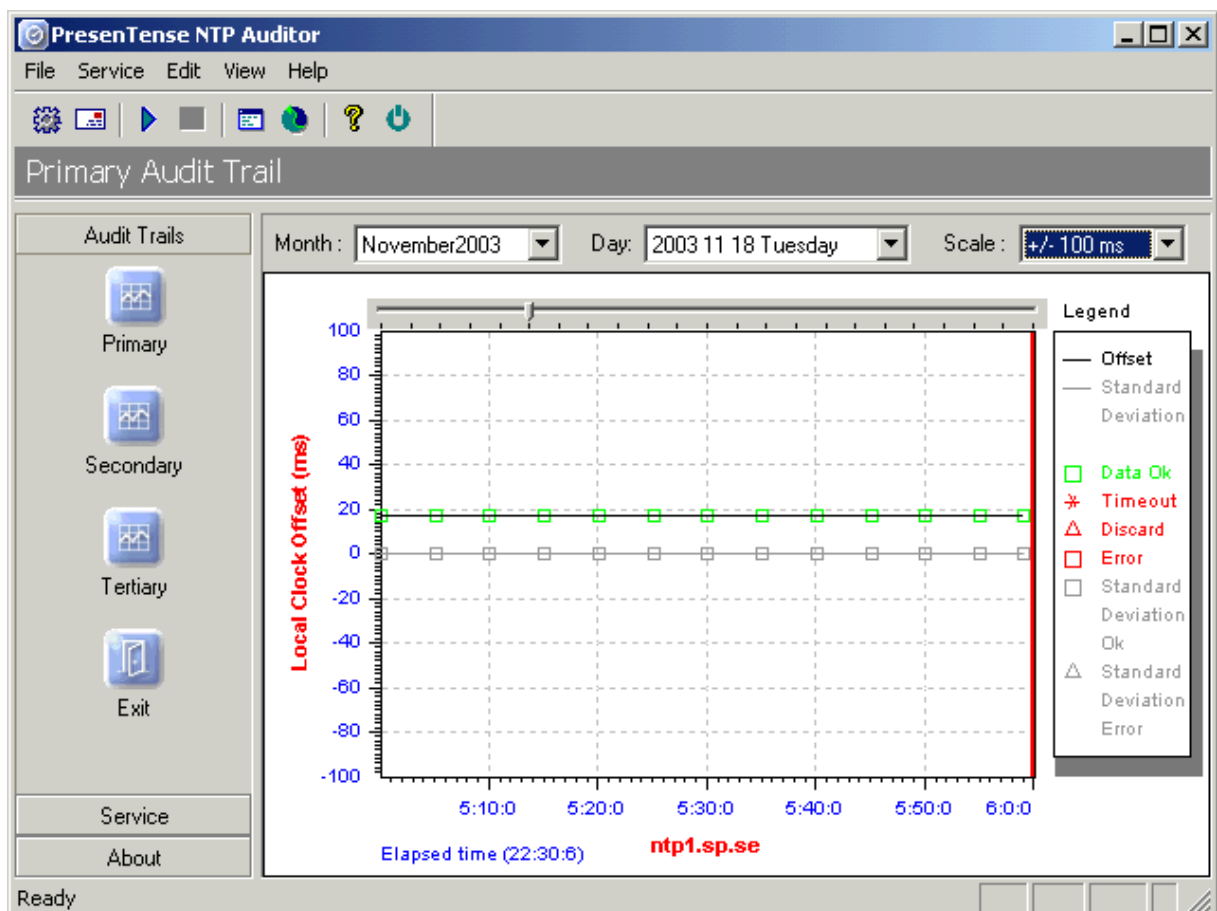 PresenTense NTP Auditor
File Service Edit View Help
Primary Audit Trail
Audit Trails
Primary
Secondary
Tertiary
Exit
Service
About
Month : November2003 Day: 2003 11 18 Tuesday Scale : +/- 100 ms
100
80
60
40
20
0
-20
-40
-60
-80
-100
Local Clock Offset (ms)
5:10:0 5:20:0 5:30:0 5:40:0 5:50:0 6:0:0
Elapsed time (22:30:6)
ntp1.sp.se
Legend
Offset
Standard
Deviation
Data Ok
Timeout
Discard
Error
Standard
Deviation
Ok
Standard
Deviation
Error
Ready